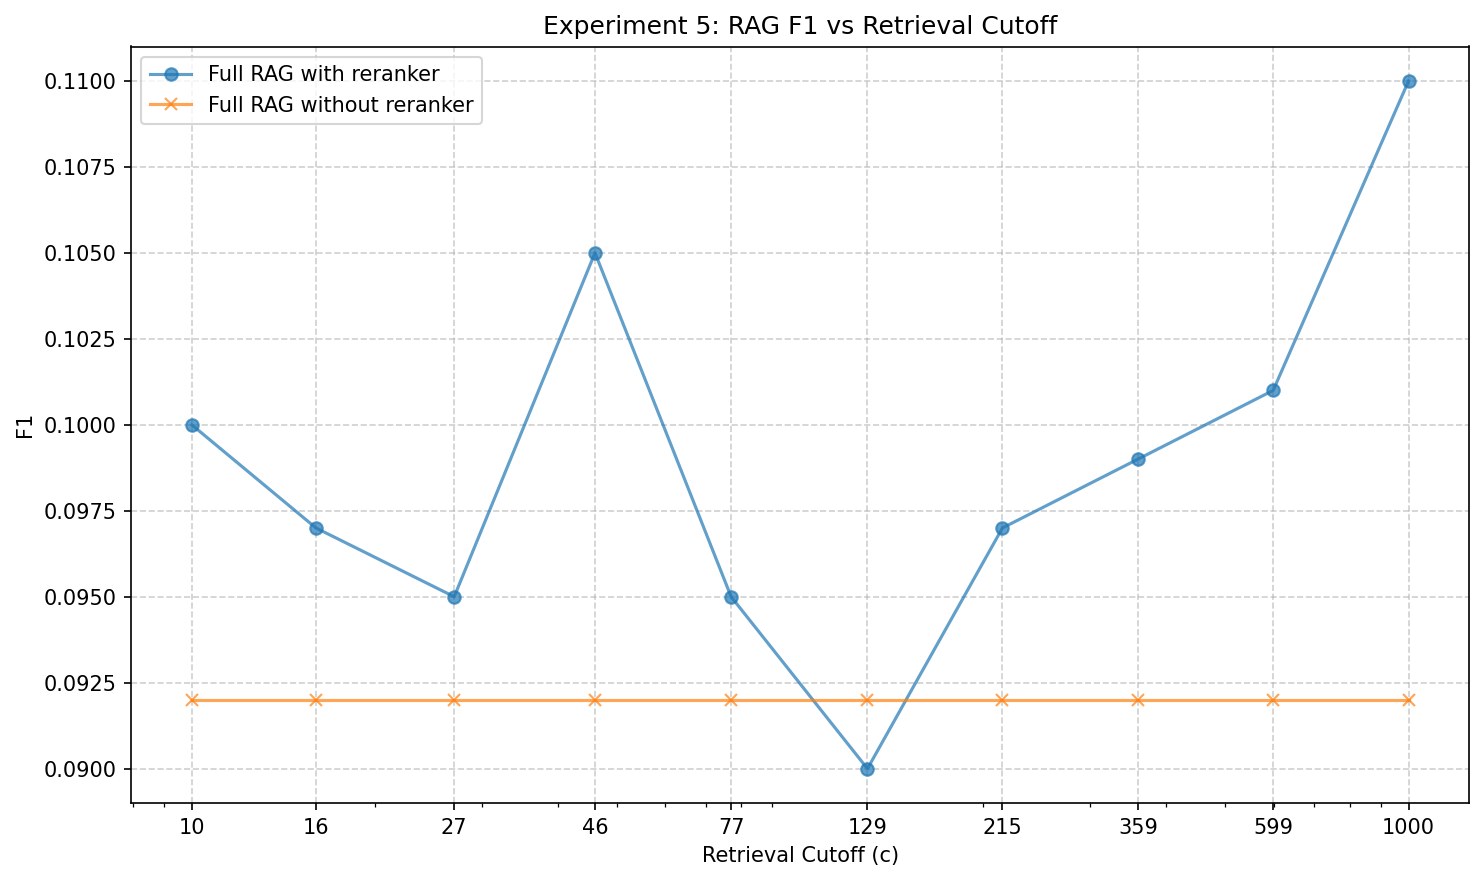 Experiment 5: RAG F1 vs Retrieval Cutoff
Full RAG with reranker
Full RAG without reranker
0.1100
0.1075
0.1050
0.1025
0.1000
0.0975
0.0950
0.0925
0.0900
F1
10 16 27 46 77 129 215 359 599 1000
Retrieval Cutoff (c)